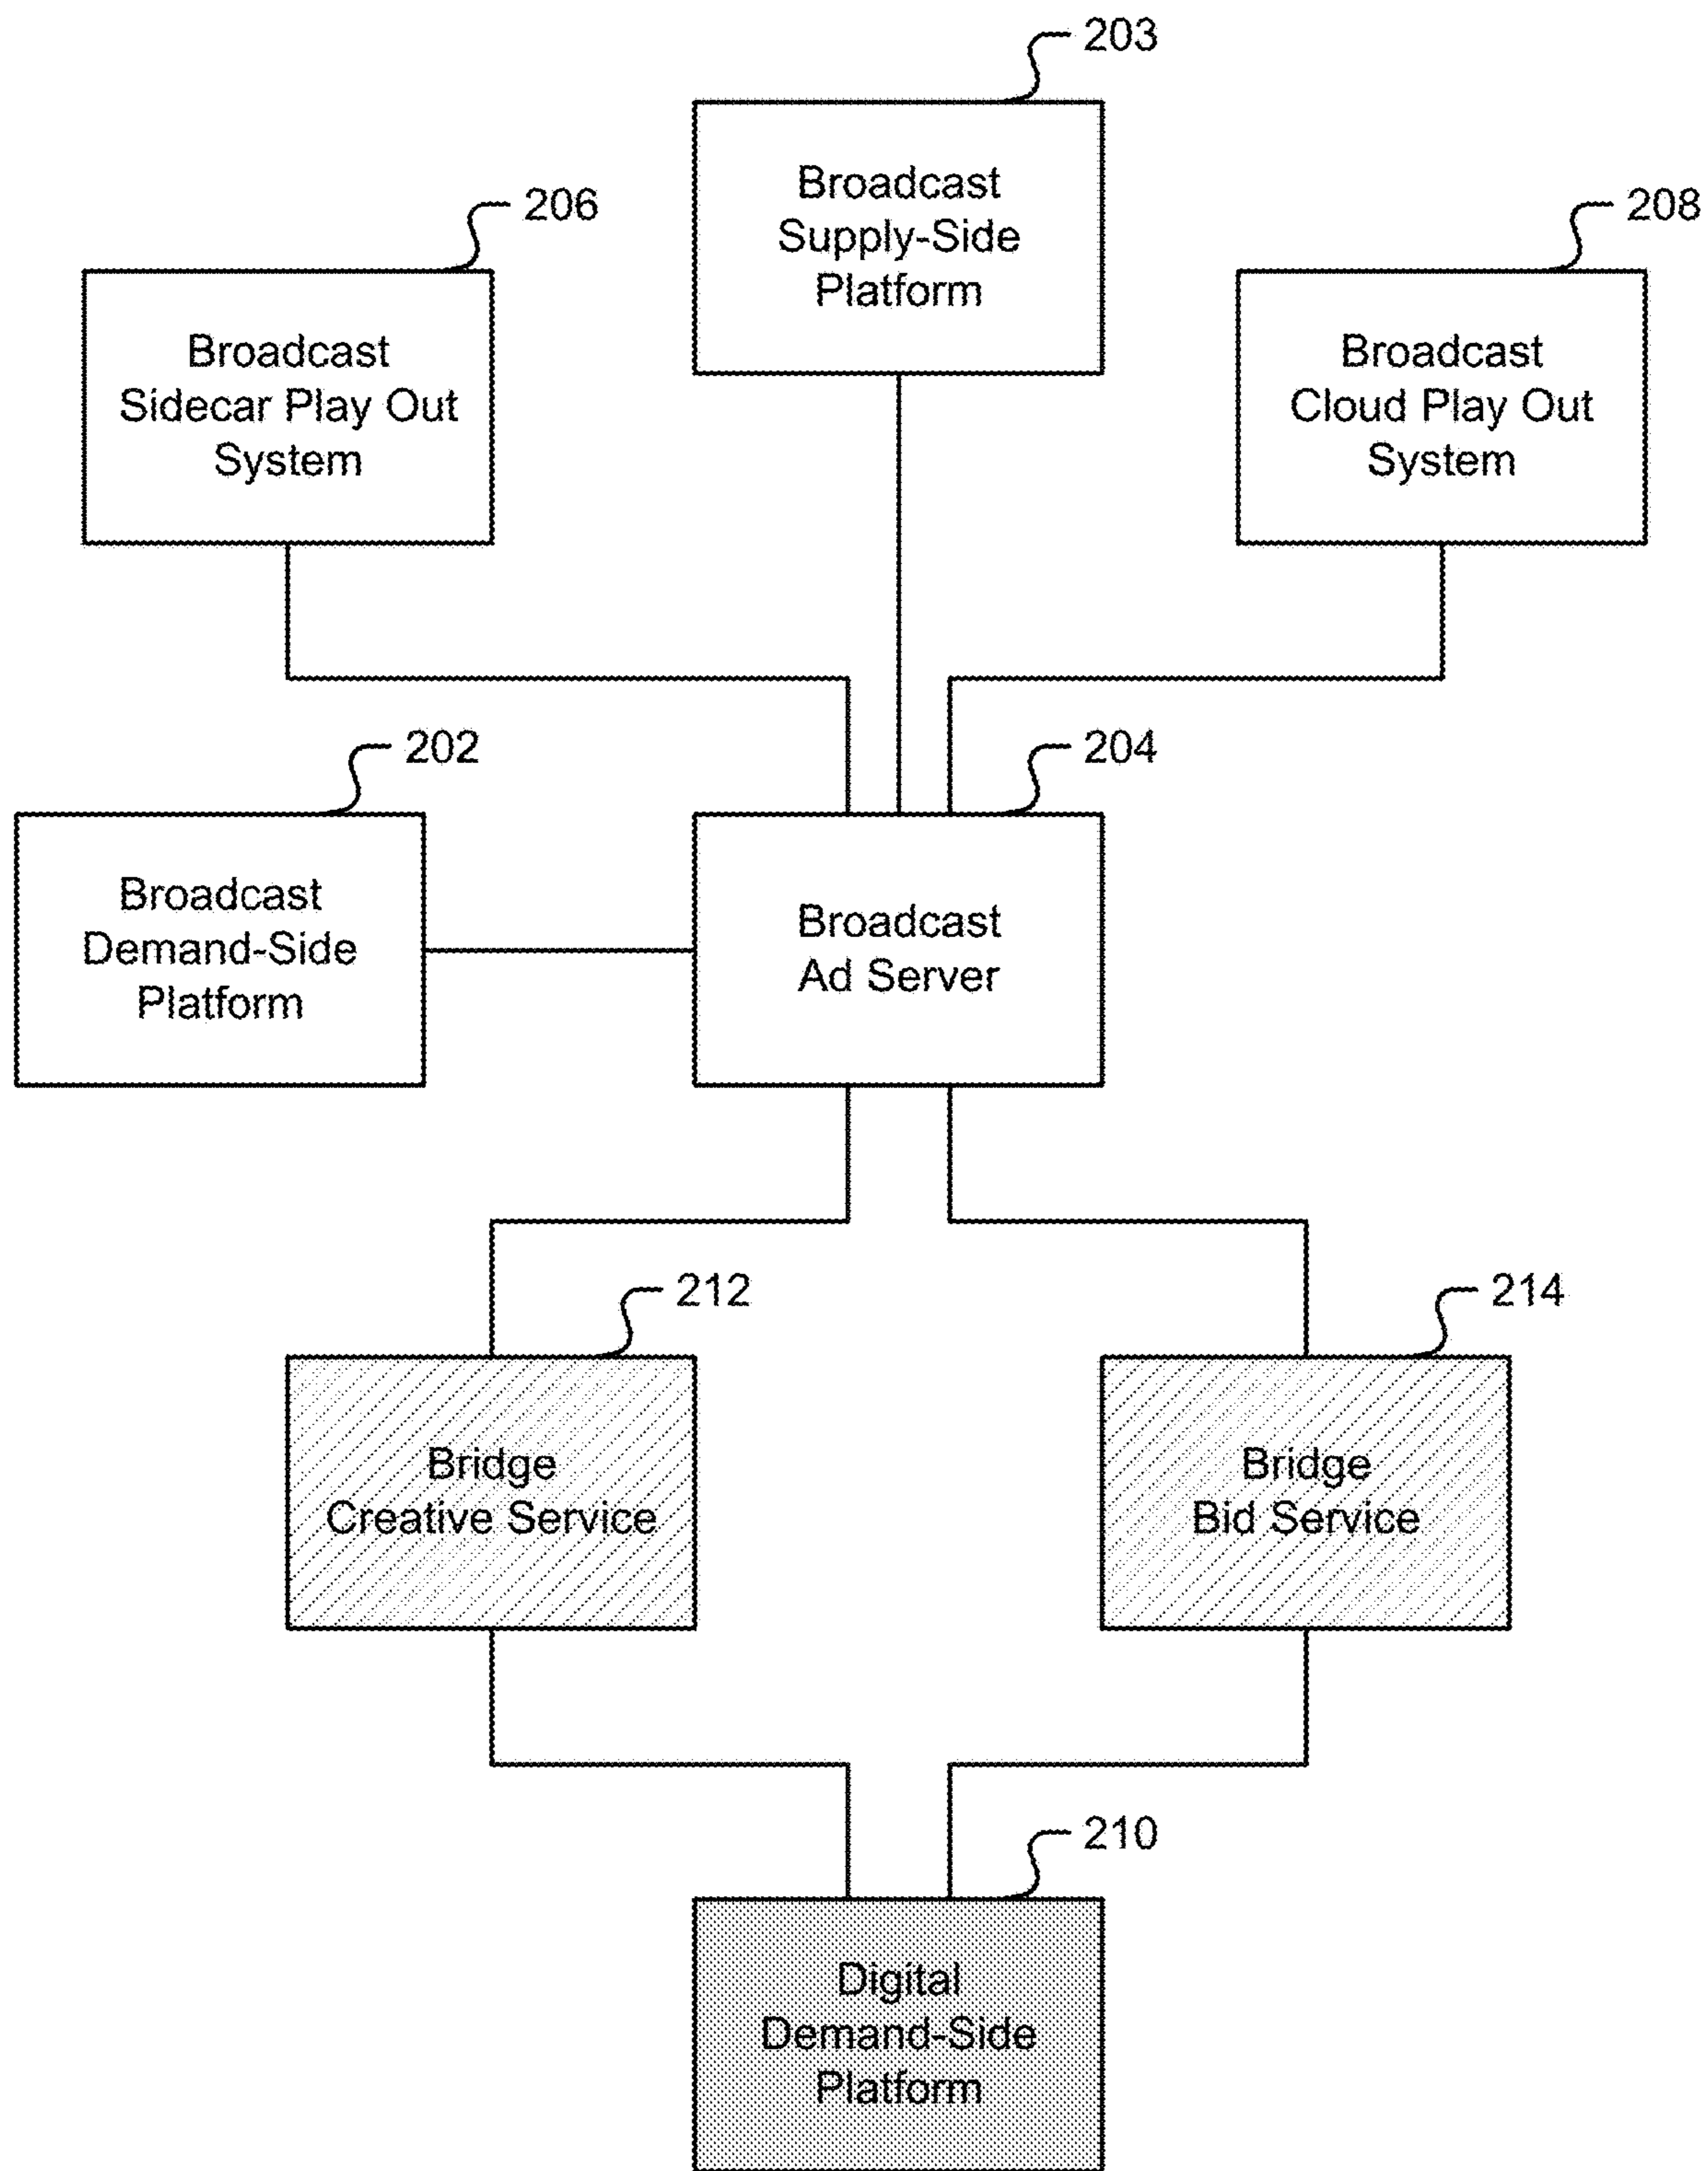 203
Broadcast
Supply-Side
Platform
206
Broadcast
Sidecar Play Out
System
208
Broadcast
Cloud Play Out
System
202
Broadcast
Demand-Side
Platform
204
Broadcast
Ad Server
212
Bridge
Creative Service
214
Bridge
Bid Service
210
Digital
Demand-Side
Platform